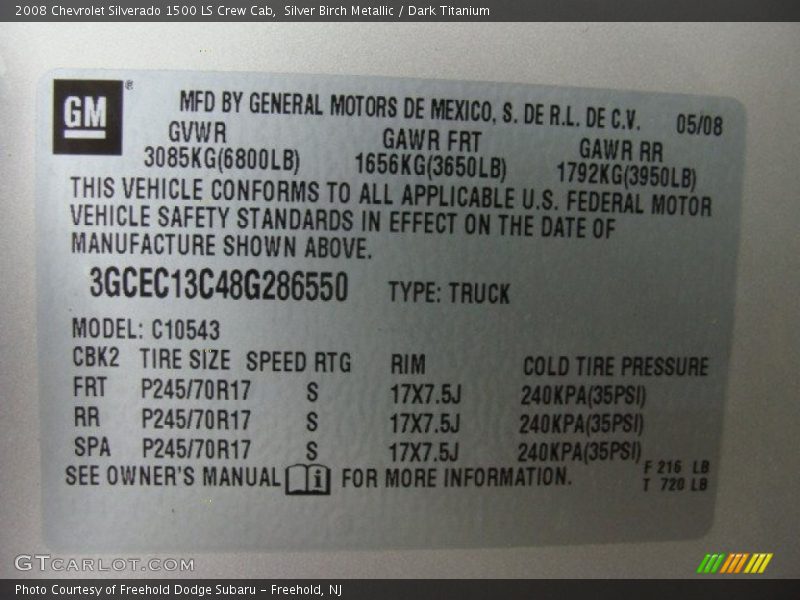 2008 Chevrolet Silverado 1500 LS Crew Cab,  Silver Birch Metallic / Dark Titanium
GM ®
MFD BY GENERAL MOTORS DE MEXICO, S. DE R.L. DE C.V. 05/08
GVWR GAWR FRT GAWR RR
3085KG(6800LB) 1656KG(3650LB) 1792KG(3950LB)
THIS VEHICLE CONFORMS TO ALL APPLICABLE U.S. FEDERAL MOTOR
VEHICLE SAFETY STANDARDS IN EFFECT ON THE DATE OF
MANUFACTURE SHOWN ABOVE.
3GCEC13C48G286550 TYPE: TRUCK
MODEL: C10543
CBK2 TIRE SIZE SPEED RTG RIM COLD TIRE PRESSURE
FRT P245/70R17 S 17X7.5J 240KPA(35PSI)
RR P245/70R17 S 17X7.5J 240KPA(35PSI)
SPA P245/70R17 S 17X7.5J 240KPA(35PSI)
SEE OWNER'S MANUAL i FOR MORE INFORMATION.
F 216 LB
T 720 LB
GTCARLOT.COM
Photo Courtesy of Freehold Dodge Subaru – Freehold, NJ